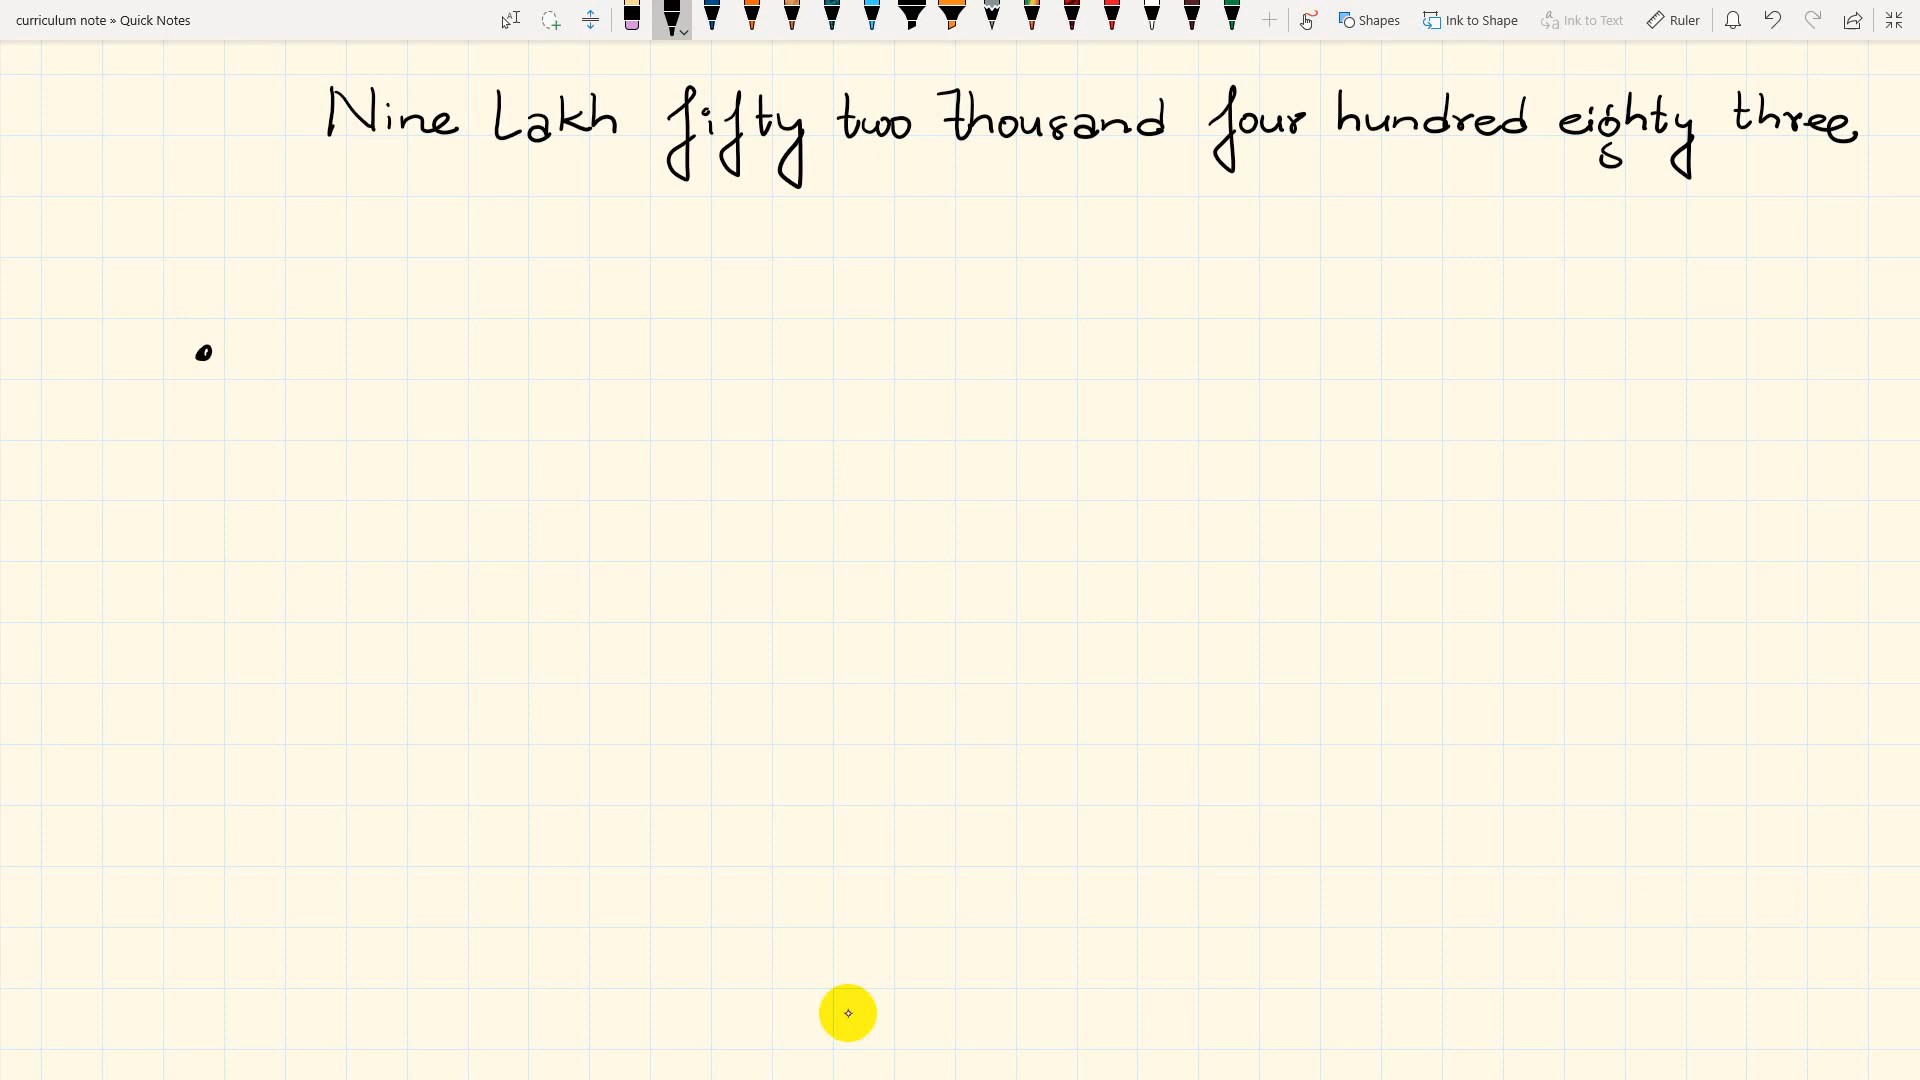 curriculum note » Quick Notes
Shapes
Ink to Shape
Ink to Text
Ruler
Nine Lakh fifty two thousand four hundred eighty three